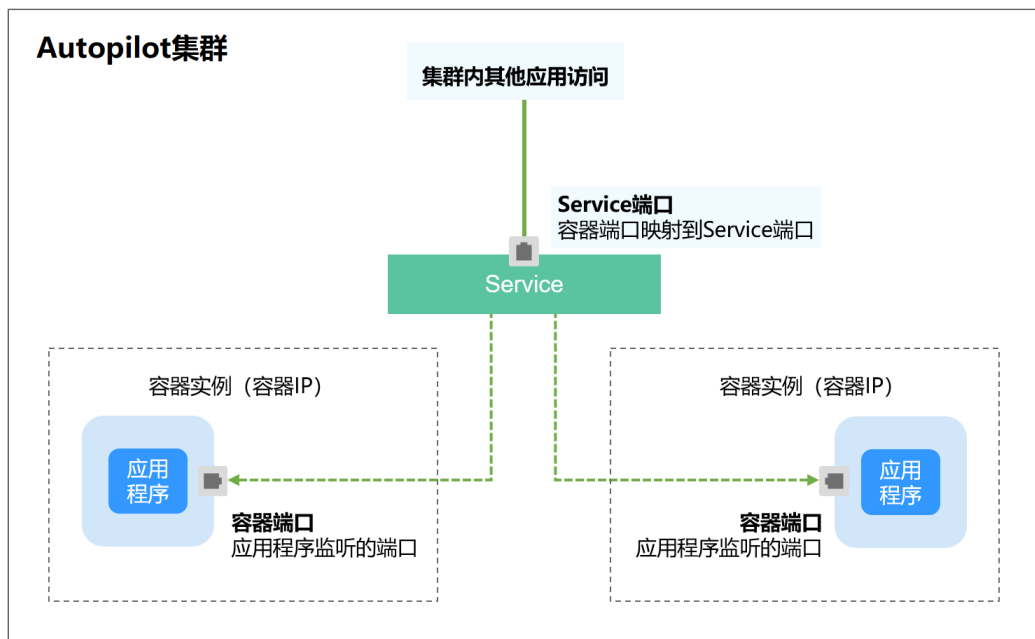 Autopilot集群
集群内其他应用访问
Service端口
容器端口映射到Service端口
Service
容器实例（容器IP）
应用
程序
容器端口
应用程序监听的端口
容器实例（容器IP）
应用
程序
容器端口
应用程序监听的端口